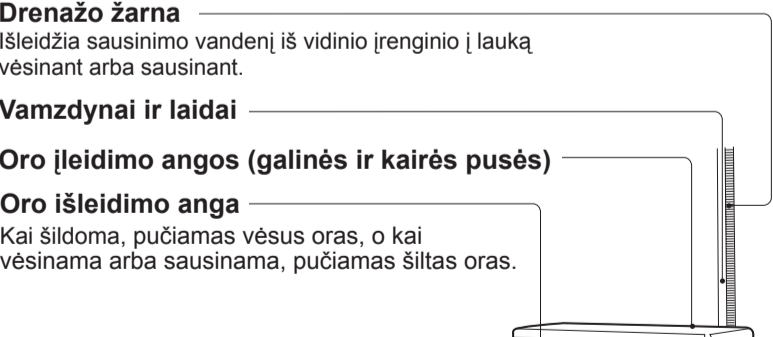 Drenažo žarna
Išleidžia sausinimo vandenį iš vidinio įrenginio į lauką
vėsinant arba sausinant.
Vamzdynai ir laidai
Oro įleidimo angos (galinės ir kairės pusės)
Oro išleidimo anga
Kai šildoma, pučiamas vėsus oras, o kai
vėsinama arba sausinama, pučiamas šiltas oras.